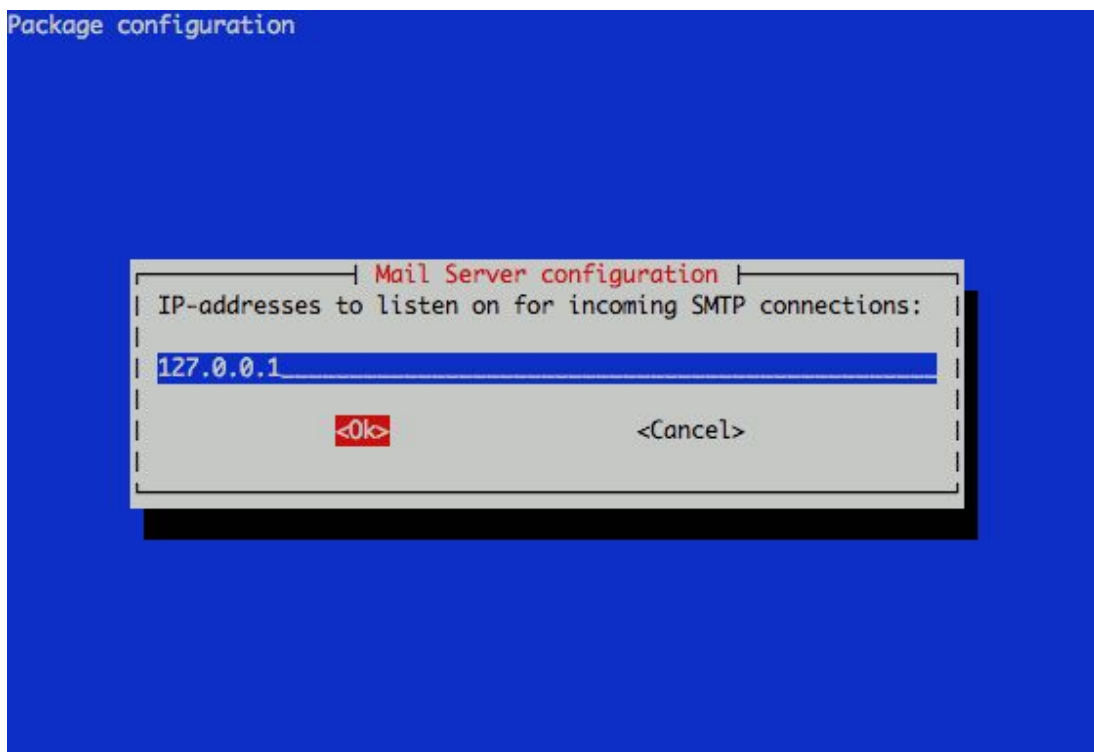 Package configuration
Mail Server configuration
IP-addresses to listen on for incoming SMTP connections:
127.0.0.1
<Ok> <Cancel>